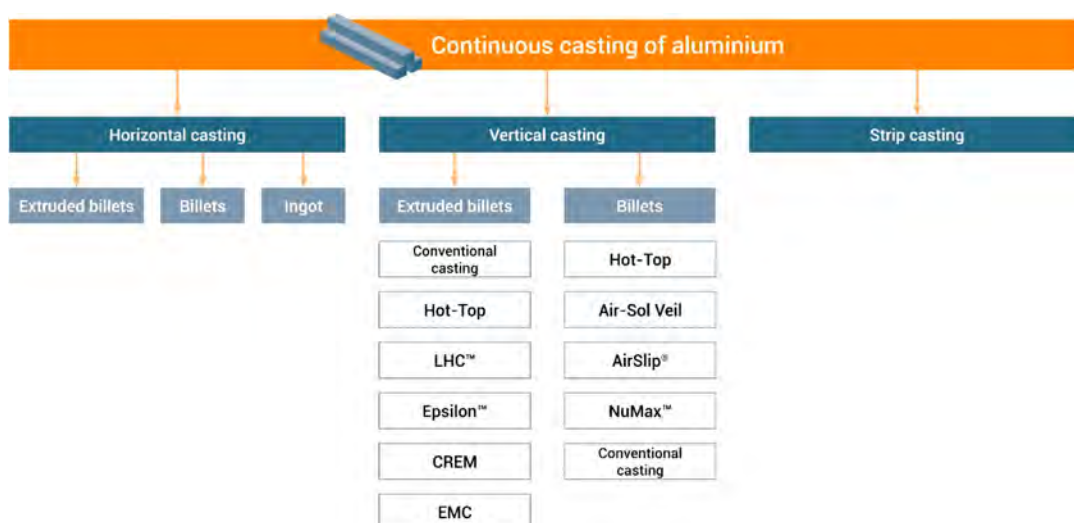 Continuous casting of aluminium
Horizontal casting
Vertical casting
Strip casting
Extruded billets
Billets
Ingot
Extruded billets
Billets
Conventional
casting
Hot-Top
LHC™
Epsilon™
CREM
EMC
Hot-Top
Air-Sol Veil
AirSlip®
NuMax™
Conventional
casting